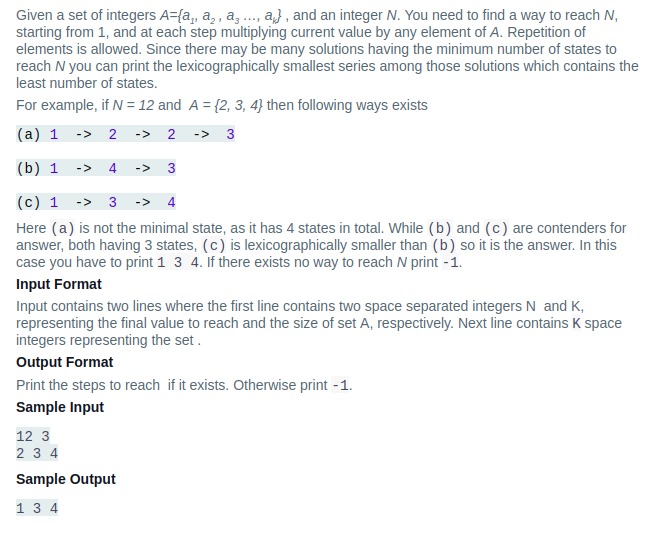 Given a set of integers A={a1, a2 , a3 ..., ak} , and an integer N. You need to find a way to reach N,
starting from 1, and at each step multiplying current value by any element of A. Repetition of
elements is allowed. Since there may be many solutions having the minimum number of states to
reach N you can print the lexicographically smallest series among those solutions which contains the
least number of states.
For example, if N = 12 and A = {2, 3, 4} then following ways exists
(a) 1 -> 2 -> 2 -> 3
(b) 1 -> 4 -> 3
(c) 1 -> 3 -> 4
Here (a) is not the minimal state, as it has 4 states in total. While (b) and (c) are contenders for
answer, both having 3 states, (c) is lexicographically smaller than (b) so it is the answer. In this
case you have to print 1 3 4. If there exists no way to reach N print -1.
Input Format
Input contains two lines where the first line contains two space separated integers N and K,
representing the final value to reach and the size of set A, respectively. Next line contains K space
integers representing the set .
Output Format
Print the steps to reach if it exists. Otherwise print -1.
Sample Input
12 3
2 3 4
Sample Output
1 3 4